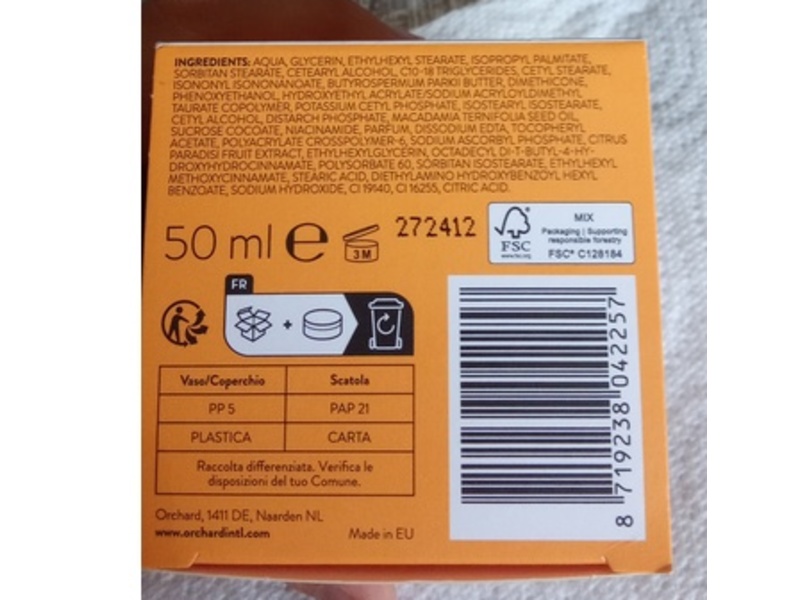 INGREDIENTS: AQUA, GLYCERIN, ETHYLHEXYL STEARATE, ISOPROPYL PALMITATE,
SORBITAN STEARATE, CETEARYL ALCOHOL, C10-18 TRIGLYCERIDES, CETYL STEARATE,
ISONONYL ISONONANOATE, BUTYROSPERMUM PARKII BUTTER, DIMETHICONE,
PHENOXYETHANOL, HYDROXYETHYL ACRYLATE/SODIUM ACRYLOYLDIMETHYL
TAURATE COPOLYMER, POTASSIUM CETYL PHOSPHATE, ISOSTEARYL ISOSTEARATE,
CETYL ALCOHOL, DISTARCH PHOSPHATE, MACADAMIA TERNIFOLIA SEED OIL,
SUCROSE COCOATE, NIACINAMIDE, PARFUM, DISSODIUM EDTA, TOCOPHERYL
ACETATE, POLYACRYLATE CROSSPOLYMER-6, SODIUM ASCORBYL PHOSPHATE, CITRUS
PARADISI FRUIT EXTRACT, ETHYLHEXYLGLYCERIN, OCTADECYL DI-T-BUTYL-4-HY-
DROXYHYDROCINNAMATE, POLYSORBATE 60, SORBITAN ISOSTEARATE, ETHYLHEXYL
METHOXYCINNAMATE, STEARIC ACID, DIETHYLAMINO HYDROXYBENZOYL HEXYL
BENZOATE, SODIUM HYDROXIDE, CI 19140, CI 16255, CITRIC ACID.
50 ml e
3 M
272412
FSC
www.fsc.org
MIX
Packaging | Supporting
responsible forestry
FSC® C128184
FR
+
Vaso/Coperchio Scatola
PP 5 PAP 21
PLASTICA CARTA
Raccolta differenziata. Verifica le
disposizioni del tuo Comune.
Orchard, 1411 DE, Naarden NL
www.orchardintl.com Made in EU
8 719238 042257